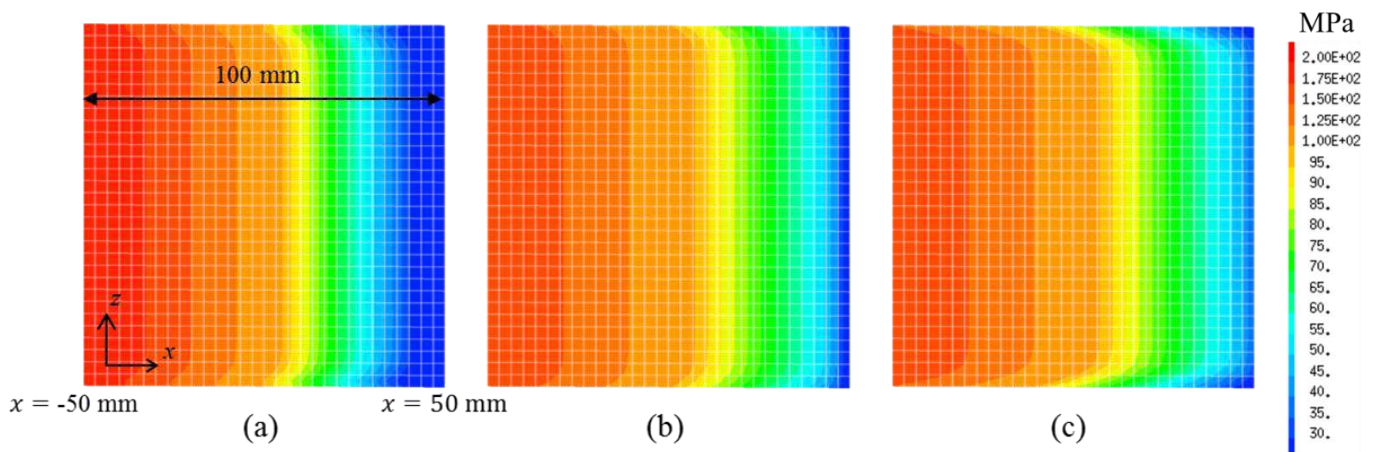 MPa
2.00E+02
1.75E+02
1.50E+02
1.25E+02
1.00E+02
95.
90.
85.
80.
75.
70.
65.
60.
55.
50.
45.
40.
35.
30.
100 mm
z
x
x = -50 mm
x = 50 mm
(a)
(b)
(c)